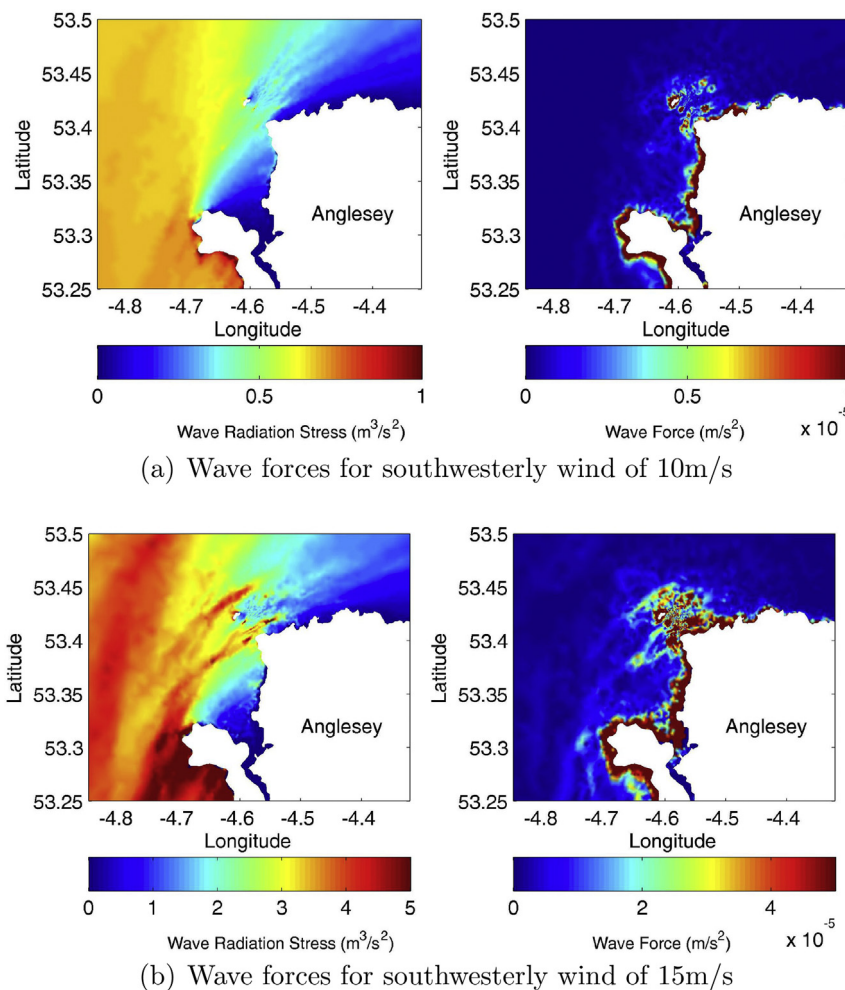 53.5
53.45
53.4
53.35
53.3
53.25
Latitude
Anglesey
-4.8 -4.7 -4.6 -4.5 -4.4
Longitude
0 0.5 1
Wave Radiation Stress (m³/s²)
53.5
53.45
53.4
53.35
53.3
53.25
Latitude
Anglesey
-4.8 -4.7 -4.6 -4.5 -4.4
Longitude
0 0.5
Wave Force (m/s²) x 10⁻⁵
(a) Wave forces for southwesterly wind of 10m/s
53.5
53.45
53.4
53.35
53.3
53.25
Latitude
Anglesey
-4.8 -4.7 -4.6 -4.5 -4.4
Longitude
0 1 2 3 4 5
Wave Radiation Stress (m³/s²)
53.5
53.45
53.4
53.35
53.3
53.25
Latitude
Anglesey
-4.8 -4.7 -4.6 -4.5 -4.4
Longitude
0 2 4
Wave Force (m/s²) x 10⁻⁵
(b) Wave forces for southwesterly wind of 15m/s